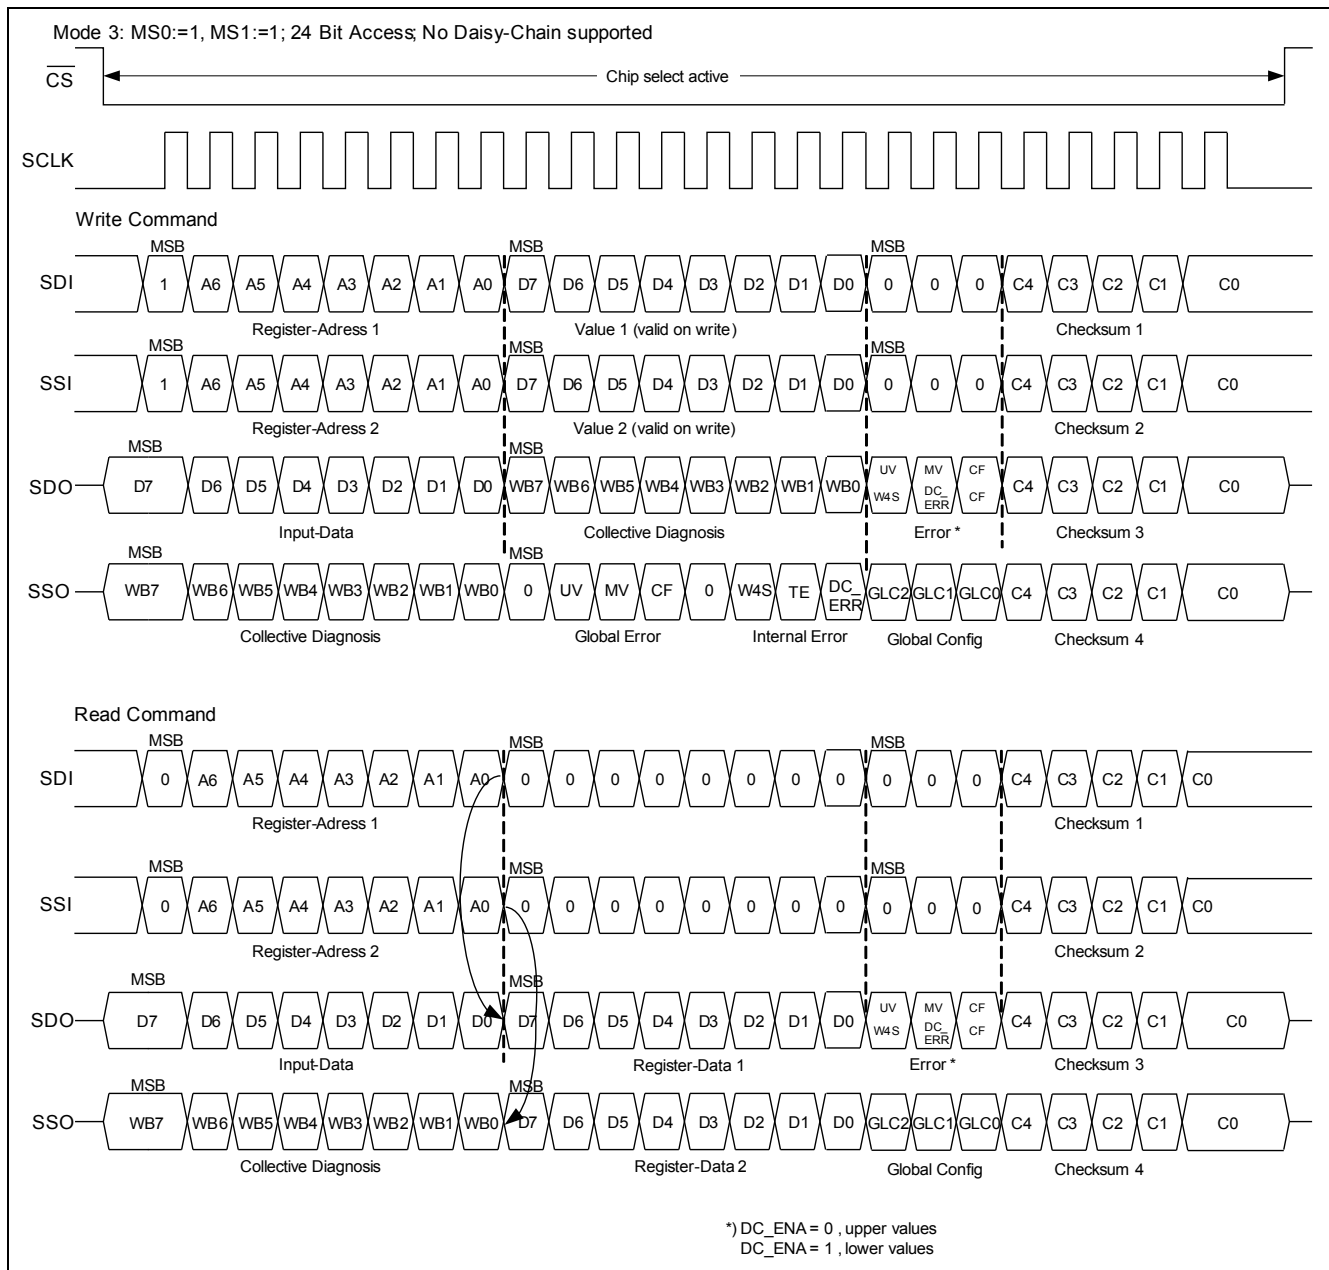 Mode 3: MS0:=1, MS1:=1; 24 Bit Access; No Daisy-Chain supported
CS
Chip select active
SCLK
Write Command
MSB MSB MSB
SDI 1 A6 A5 A4 A3 A2 A1 A0 D7 D6 D5 D4 D3 D2 D1 D0 0 0 0 C4 C3 C2 C1 C0
Register-Adress 1 Value 1 (valid on write) Checksum 1
MSB MSB MSB
SSI 1 A6 A5 A4 A3 A2 A1 A0 D7 D6 D5 D4 D3 D2 D1 D0 0 0 0 C4 C3 C2 C1 C0
Register-Adress 2 Value 2 (valid on write) Checksum 2
MSB MSB
UV MV CF
SDO D7 D6 D5 D4 D3 D2 D1 D0 WB7 WB6 WB5 WB4 WB3 WB2 WB1 WB0 W4S DC_ERR CF C4 C3 C2 C1 C0
Input-Data Collective Diagnosis Error * Checksum 3
MSB MSB
SSO WB7 WB6 WB5 WB4 WB3 WB2 WB1 WB0 0 UV MV CF 0 W4S TE DC_ERR GLC2 GLC1 GLC0 C4 C3 C2 C1 C0
Collective Diagnosis Global Error Internal Error Global Config Checksum 4
Read Command
MSB MSB MSB
SDI 0 A6 A5 A4 A3 A2 A1 A0 0 0 0 0 0 0 0 0 0 0 0 C4 C3 C2 C1 C0
Register-Adress 1 Checksum 1
MSB MSB MSB
SSI 0 A6 A5 A4 A3 A2 A1 A0 0 0 0 0 0 0 0 0 0 0 0 C4 C3 C2 C1 C0
Register-Adress 2 Checksum 2
MSB MSB
UV MV CF
SDO D7 D6 D5 D4 D3 D2 D1 D0 D7 D6 D5 D4 D3 D2 D1 D0 W4S DC_ERR CF C4 C3 C2 C1 C0
Input-Data Register-Data 1 Error * Checksum 3
MSB MSB
SSO WB7 WB6 WB5 WB4 WB3 WB2 WB1 WB0 D7 D6 D5 D4 D3 D2 D1 D0 GLC2 GLC1 GLC0 C4 C3 C2 C1 C0
Collective Diagnosis Register-Data 2 Global Config Checksum 4
*) DC_ENA = 0 , upper values
DC_ENA = 1 , lower values